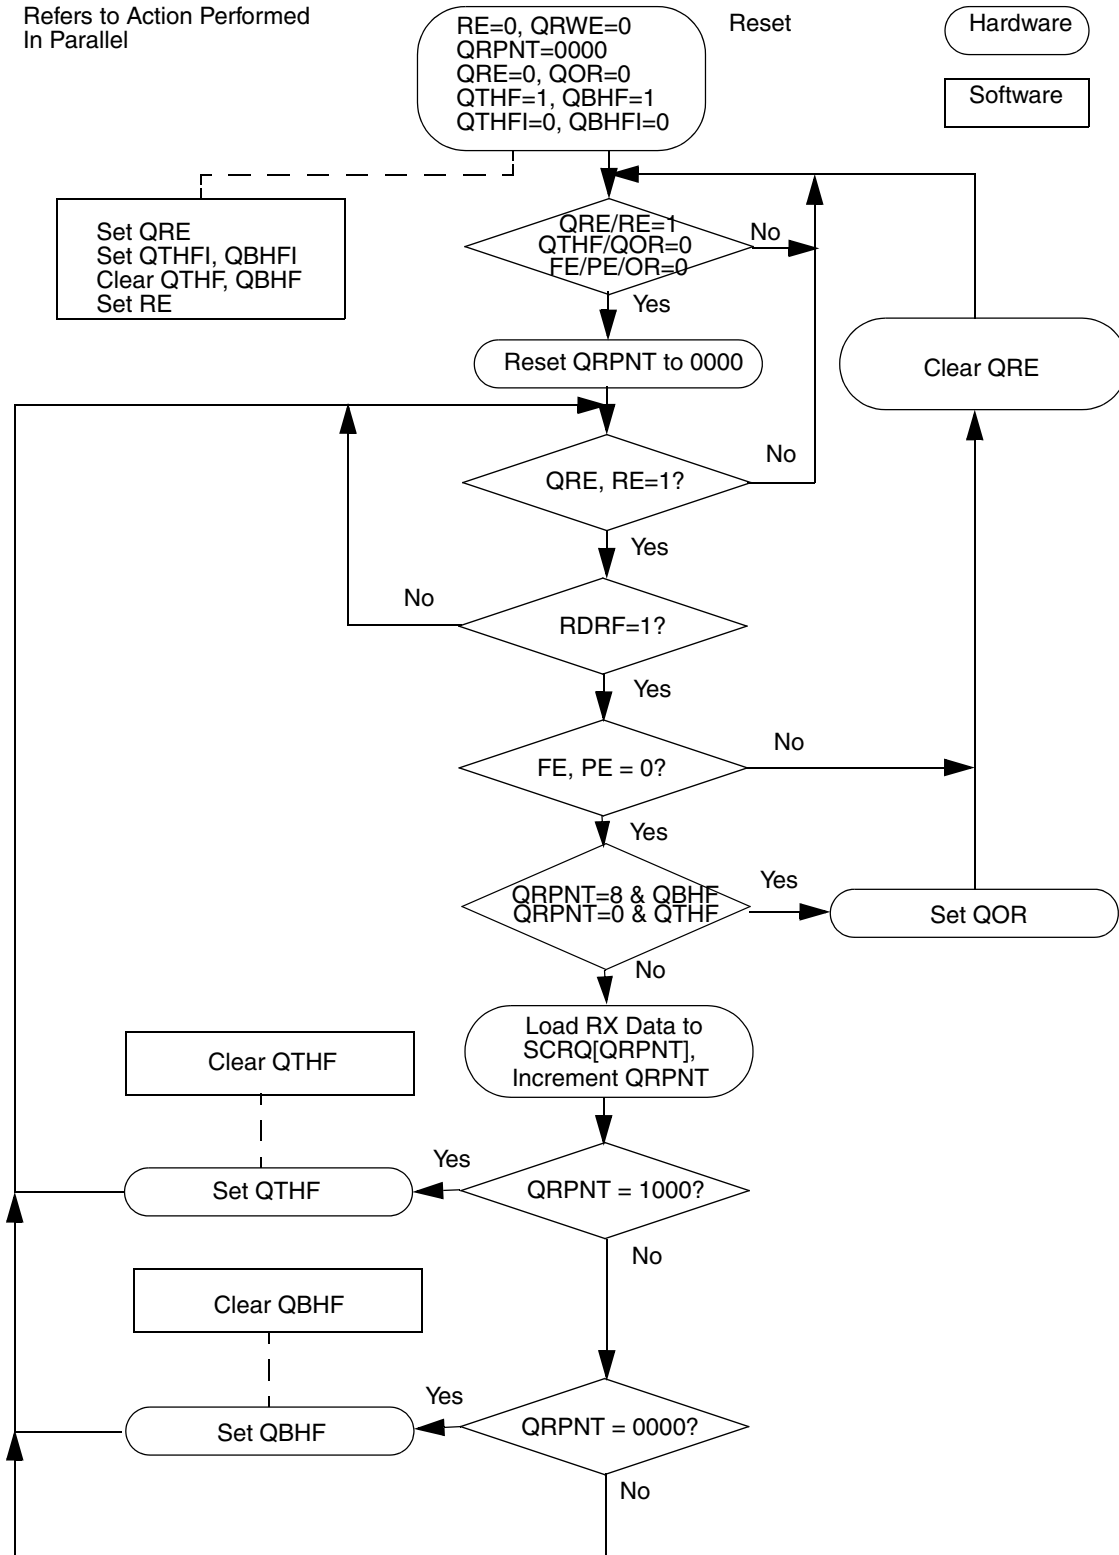 Refers to Action Performed
In Parallel
RE=0, QRWE=0
QRPNT=0000
QRE=0, QOR=0
QTHF=1, QBHF=1
QTHFI=0, QBHFI=0
Reset
Hardware
Software
Set QRE
Set QTHFI, QBHFI
Clear QTHF, QBHF
Set RE
QRE/RE=1
QTHF/QOR=0
FE/PE/OR=0
No
Yes
Reset QRPNT to 0000
Clear QRE
QRE, RE=1?
No
Yes
RDRF=1?
No
Yes
FE, PE = 0?
No
Yes
QRPNT=8 & QBHF
QRPNT=0 & QTHF
Yes
Set QOR
No
Load RX Data to
SCRQ[QRPNT],
Increment QRPNT
Clear QTHF
Set QTHF
Yes
QRPNT = 1000?
No
Clear QBHF
Set QBHF
Yes
QRPNT = 0000?
No